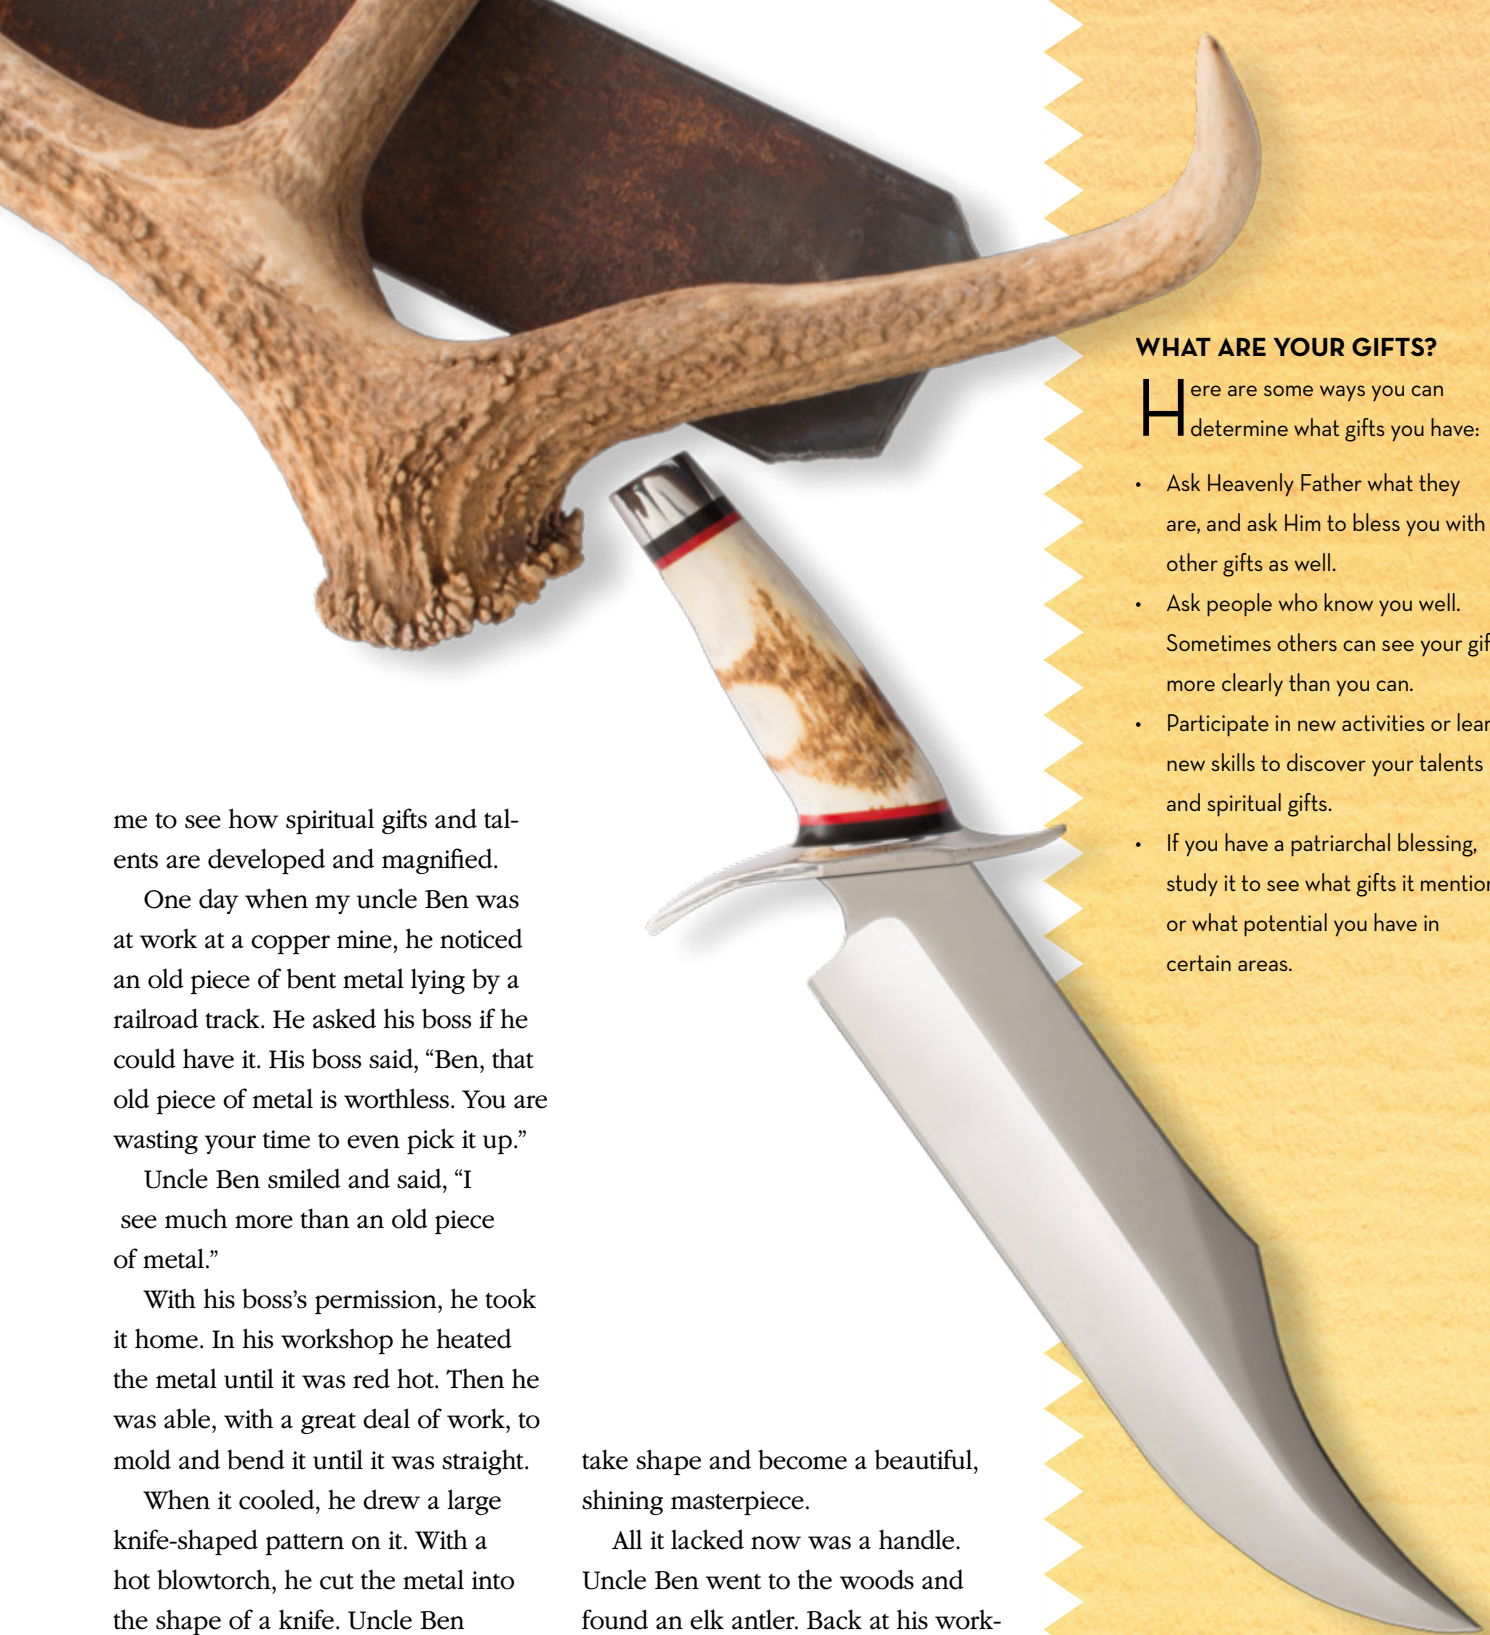 me to see how spiritual gifts and tal-
ents are developed and magnified.
One day when my uncle Ben was
at work at a copper mine, he noticed
an old piece of bent metal lying by a
railroad track. He asked his boss if he
could have it. His boss said, “Ben, that
old piece of metal is worthless. You are
wasting your time to even pick it up.”
Uncle Ben smiled and said, “I
see much more than an old piece
of metal.”
With his boss’s permission, he took
it home. In his workshop he heated
the metal until it was red hot. Then he
was able, with a great deal of work, to
mold and bend it until it was straight.
When it cooled, he drew a large
knife-shaped pattern on it. With a
hot blowtorch, he cut the metal into
the shape of a knife. Uncle Ben
take shape and become a beautiful,
shining masterpiece.
All it lacked now was a handle.
Uncle Ben went to the woods and
found an elk antler. Back at his work-
WHAT ARE YOUR GIFTS?
Here are some ways you can
determine what gifts you have:
• Ask Heavenly Father what they
are, and ask Him to bless you with
other gifts as well.
• Ask people who know you well.
Sometimes others can see your
more clearly than you can.
• Participate in new activities or
new skills to discover your talents
and spiritual gifts.
• If you have a patriarchal blessing,
study it to see what gifts it
or what potential you have in
certain areas.